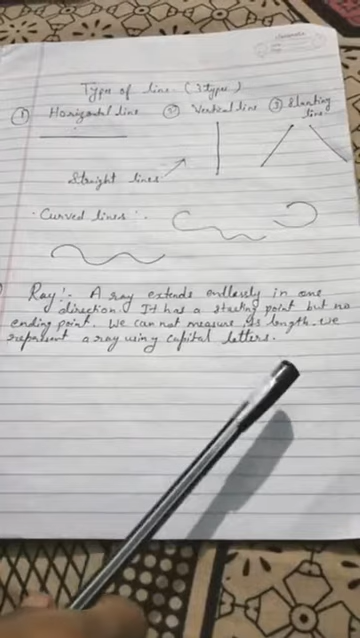 Types of line. (3 types)
① Horizontal line ② Vertical line ③ Slanting line
Straight lines
Curved lines :-
Ray:- A ray extends endlessly in one
direction. It has a starting point but no
ending point. We can not measure its length. We
represent a ray using capital letters.